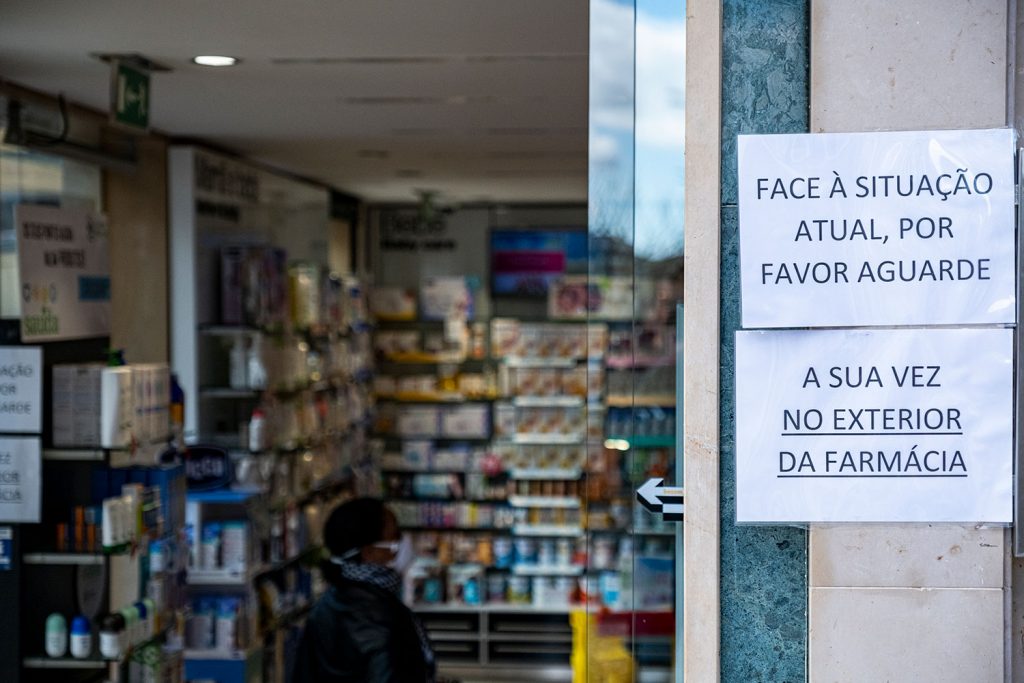 FACE À SITUAÇÃO
ATUAL, POR
FAVOR AGUARDE
A SUA VEZ
NO EXTERIOR
DA FARMÁCIA